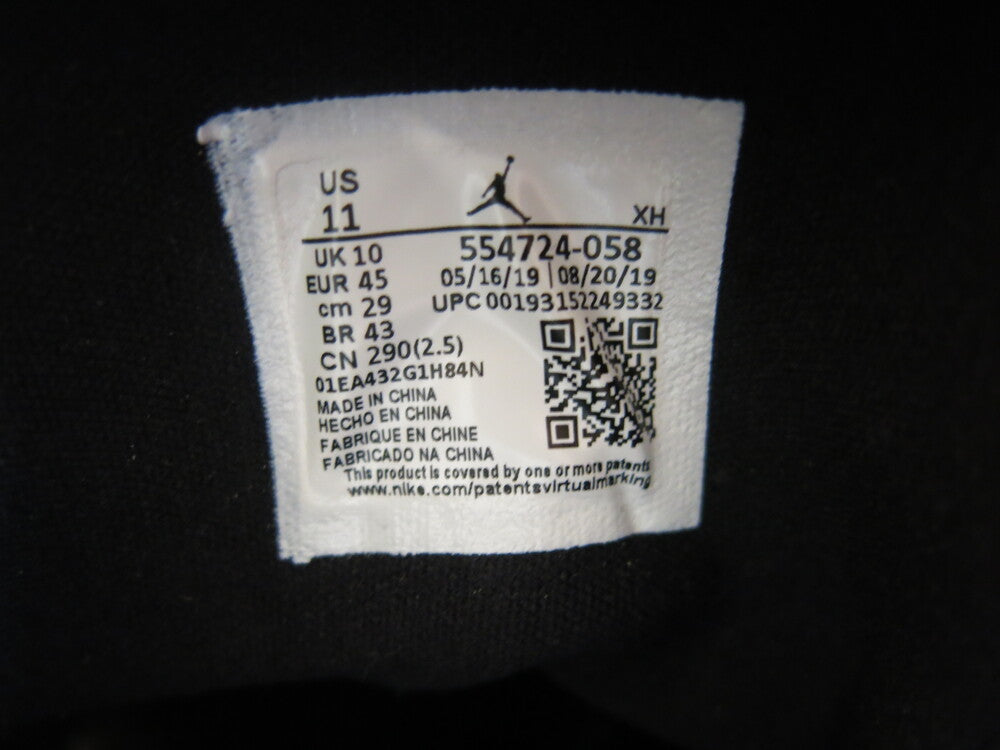 US
11
XH
UK 10
554724-058
EUR 45
05/16/19 | 08/20/19
cm 29
UPC 00193152249332
BR 43
CN 290(2.5)
01EA432G1H84N
MADE IN CHINA
HECHO EN CHINA
FABRIQUE EN CHINE
FABRICADO NA CHINA
This product is covered by one or more patents
www.nike.com/patentsvirtualmarking